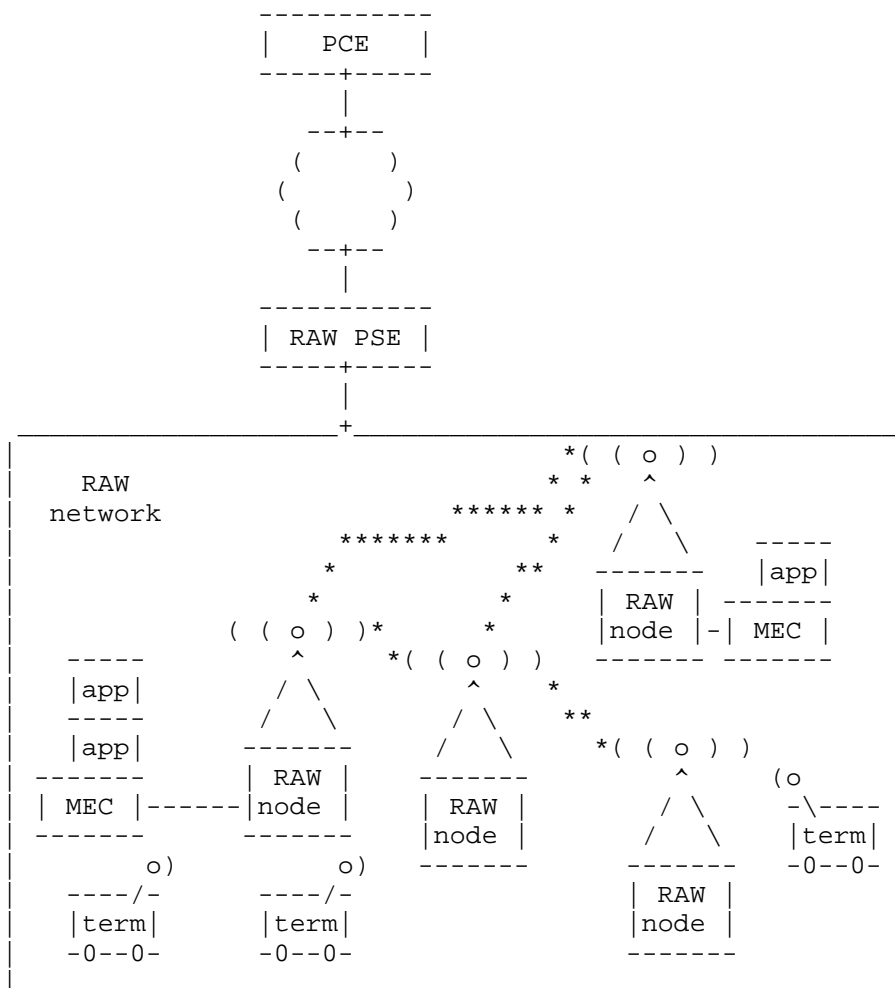 PCE
RAW PSE
RAW
network
app
RAW
node
MEC
app
app
RAW
node
MEC
RAW
node
term
term
term
RAW
node